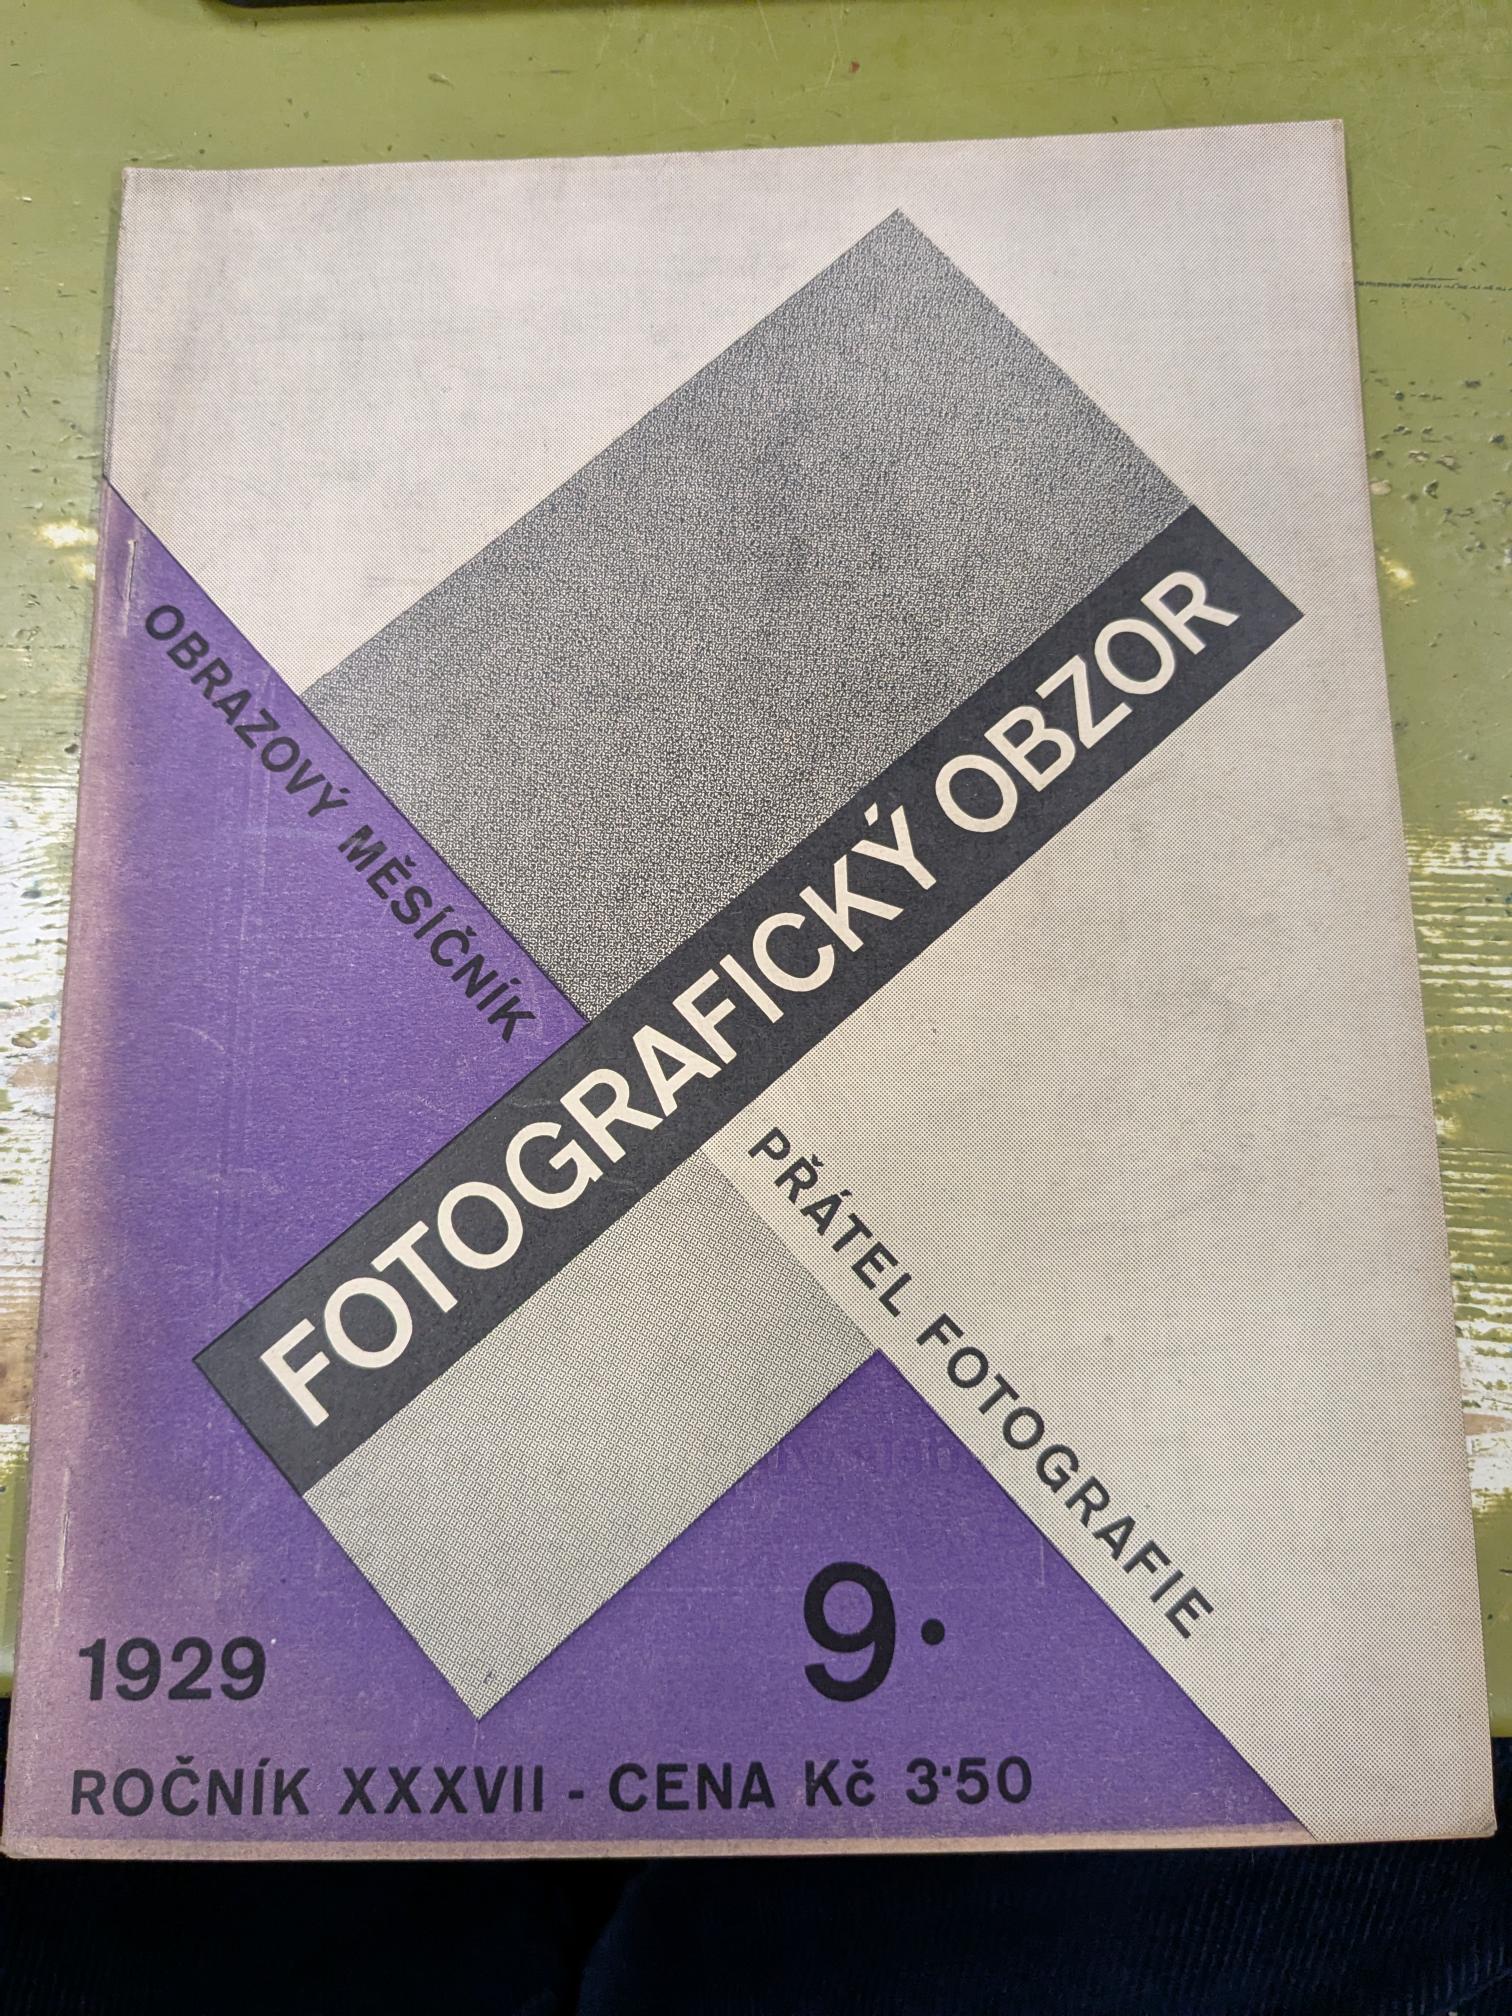 OBRAZOVÝ MĚSÍČNÍK
FOTOGRAFICKÝ OBZOR
PŘÁTEL FOTOGRAFIE
9.
1929
ROČNÍK XXXVII - CENA Kč 3·50